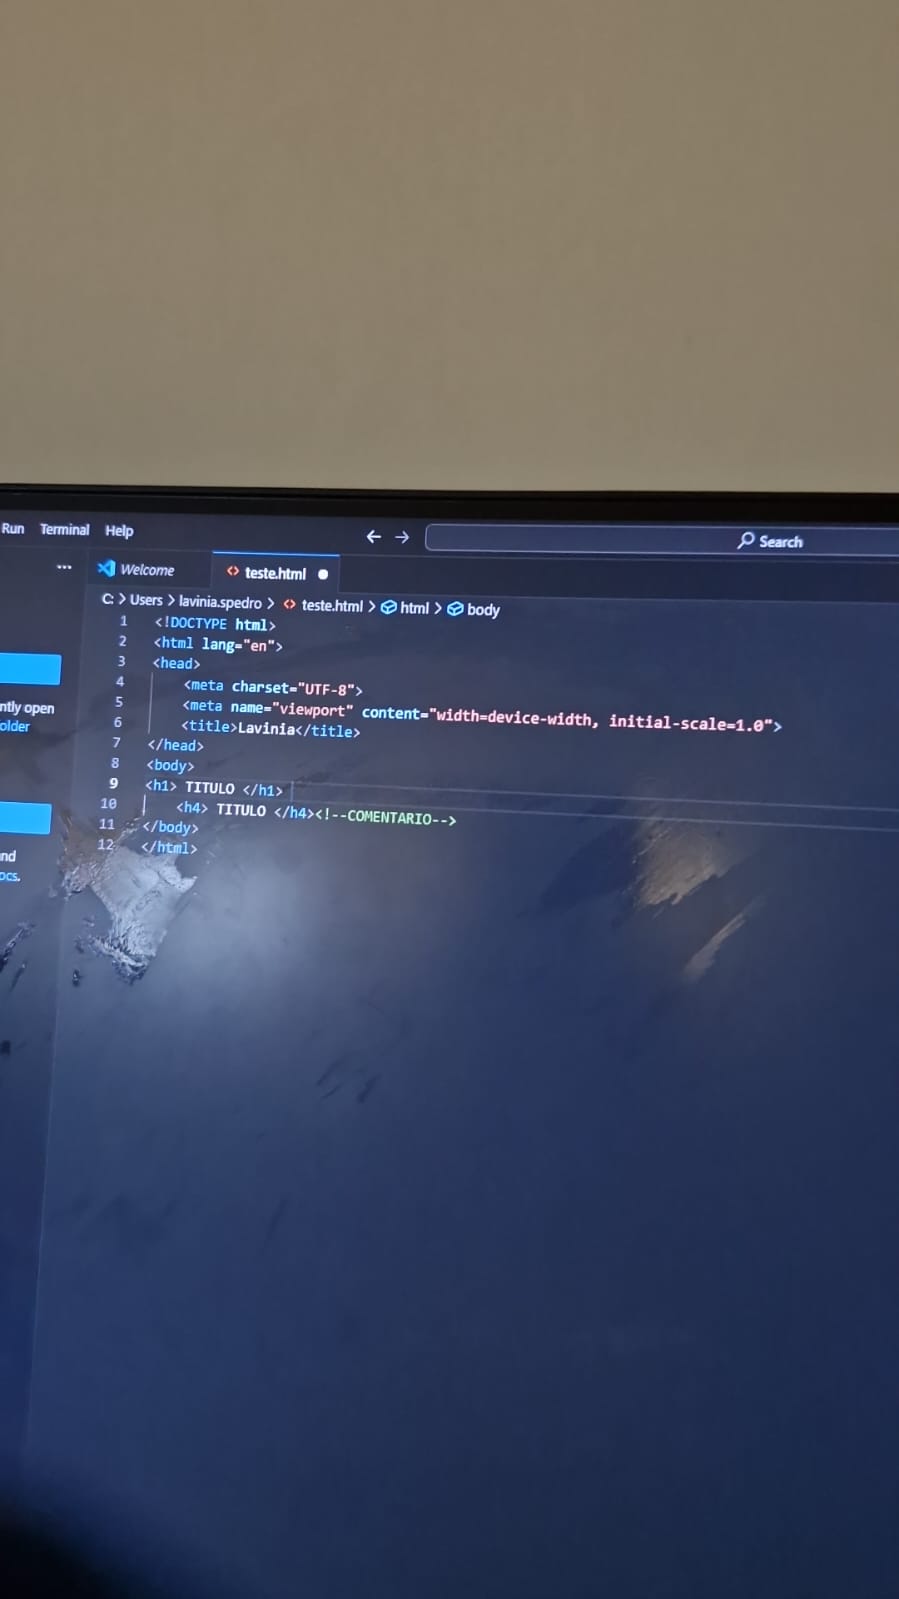 Run Terminal Help
Search
Welcome
teste.html
C: > Users > lavinia.spedro > teste.html > html > body
1 <!DOCTYPE html>
2 <html lang="en">
3 <head>
4 <meta charset="UTF-8">
5 <meta name="viewport" content="width=device-width, initial-scale=1.0">
6 <title>Lavinia</title>
7 </head>
8 <body>
9 <h1> TITULO </h1>
10 <h4> TITULO </h4><!--COMENTARIO-->
11 </body>
12 </html>
ntly open
older
nd
ocs.